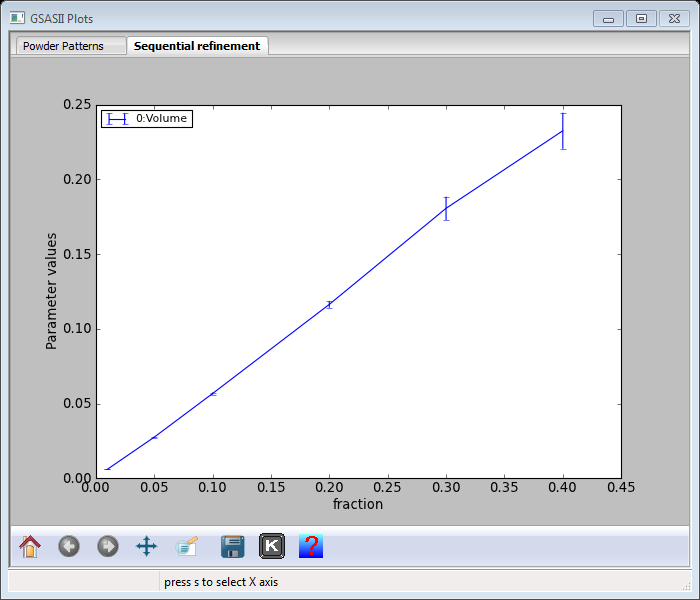 GSASII Plots
Powder Patterns
Sequential refinement
0.25
0:Volume
0.20
0.15
Parameter values
0.10
0.05
0.00
0.00 0.05 0.10 0.15 0.20 0.25 0.30 0.35 0.40 0.45
fraction
K
?
press s to select X axis